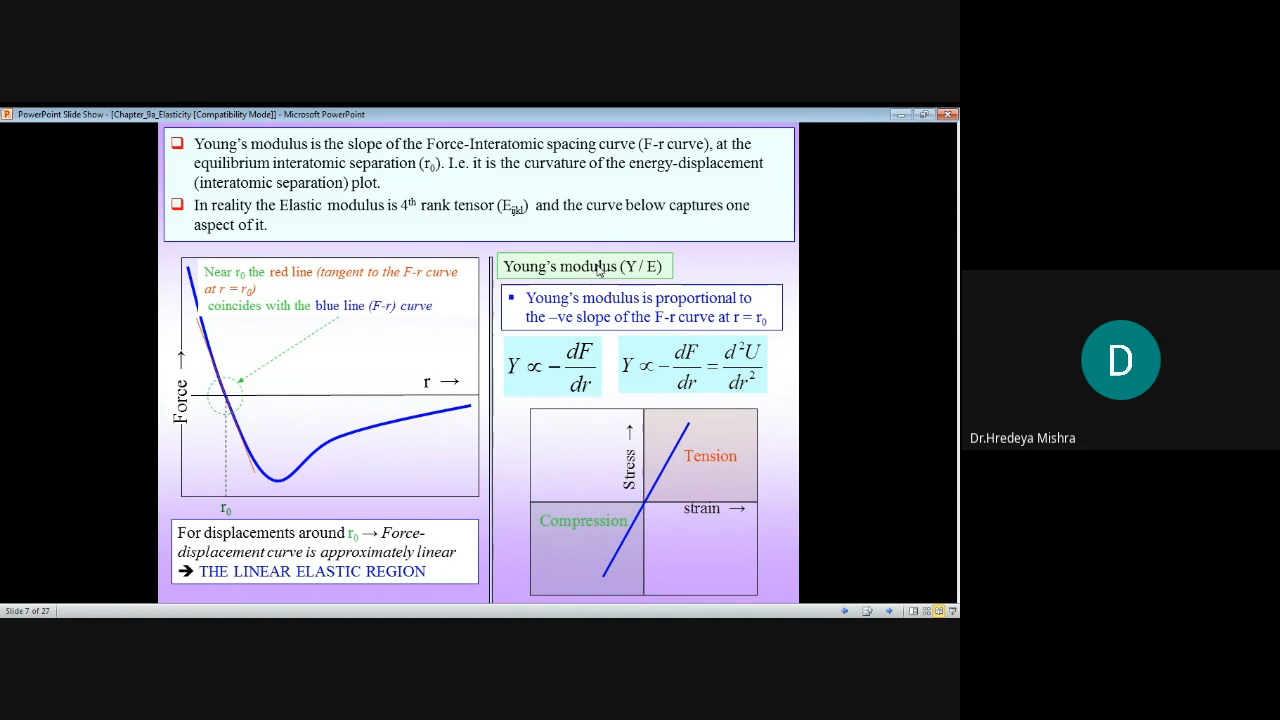 PowerPoint Slide Show - [Chapter_9a_Elasticity [Compatibility Mode]] - Microsoft PowerPoint
Young's modulus is the slope of the Force-Interatomic spacing curve (F-r curve), at the
equilibrium interatomic separation (r₀). I.e. it is the curvature of the energy-displacement
(interatomic separation) plot.
In reality the Elastic modulus is 4th rank tensor (Eijkl) and the curve below captures one
aspect of it.
Near r₀ the red line (tangent to the F-r curve
at r = r₀)
coincides with the blue line (F-r) curve
Force →
r →
r₀
For displacements around r₀ → Force-
displacement curve is approximately linear
➔ THE LINEAR ELASTIC REGION
Young's modulus (Y / E)
▪ Young's modulus is proportional to
the –ve slope of the F-r curve at r = r₀
Y ∝ − dF/dr
Y ∝ − dF/dr = d²U/dr²
Stress →
Tension
strain →
Compression
Slide 7 of 27
D
Dr.Hredeya Mishra